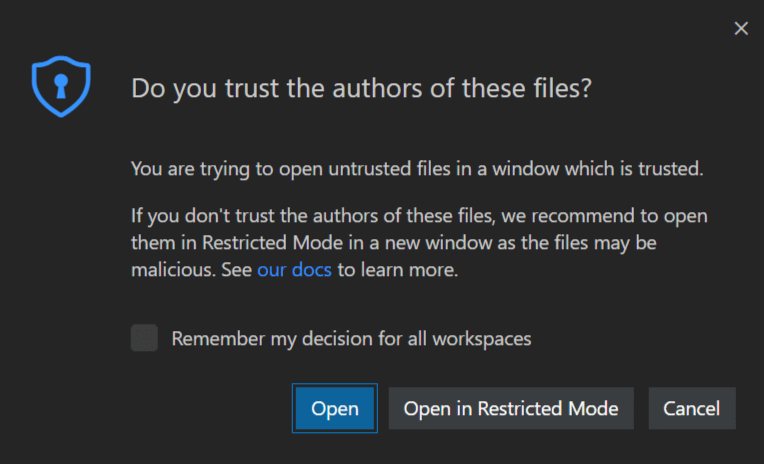 Do you trust the authors of these files?
You are trying to open untrusted files in a window which is trusted.
If you don't trust the authors of these files, we recommend to open
them in Restricted Mode in a new window as the files may be
malicious. See our docs to learn more.
Remember my decision for all workspaces
Open Open in Restricted Mode Cancel